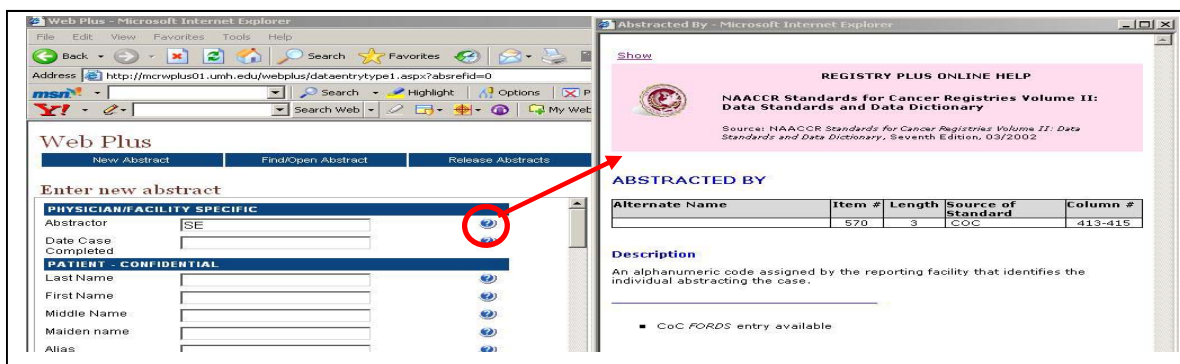 Web Plus - Microsoft Internet Explorer
File Edit View Favorites Tools Help
Back Search Favorites
Address http://mcrwplus01.umh.edu/webplus/dataentrytype1.aspx?absrefid=0
msn Search Highlight Options P
Y! Search Web My Web
Web Plus
New Abstract Find/Open Abstract Release Abstracts
Enter new abstract
PHYSICIAN/FACILITY SPECIFIC
Abstractor SE
Date Case
Completed
PATIENT - CONFIDENTIAL
Last Name
First Name
Middle Name
Maiden name
Alias
Abstracted By - Microsoft Internet Explorer
Show
REGISTRY PLUS ONLINE HELP
NAACCR Standards for Cancer Registries Volume II:
Data Standards and Data Dictionary
Source: NAACCR Standards for Cancer Registries Volume II: Data
Standards and Data Dictionary, Seventh Edition, 03/2002
ABSTRACTED BY
Alternate Name Item # Length Source of Standard Column #
570 3 COC 413-415
Description
An alphanumeric code assigned by the reporting facility that identifies the
individual abstracting the case.
CoC FORDS entry available